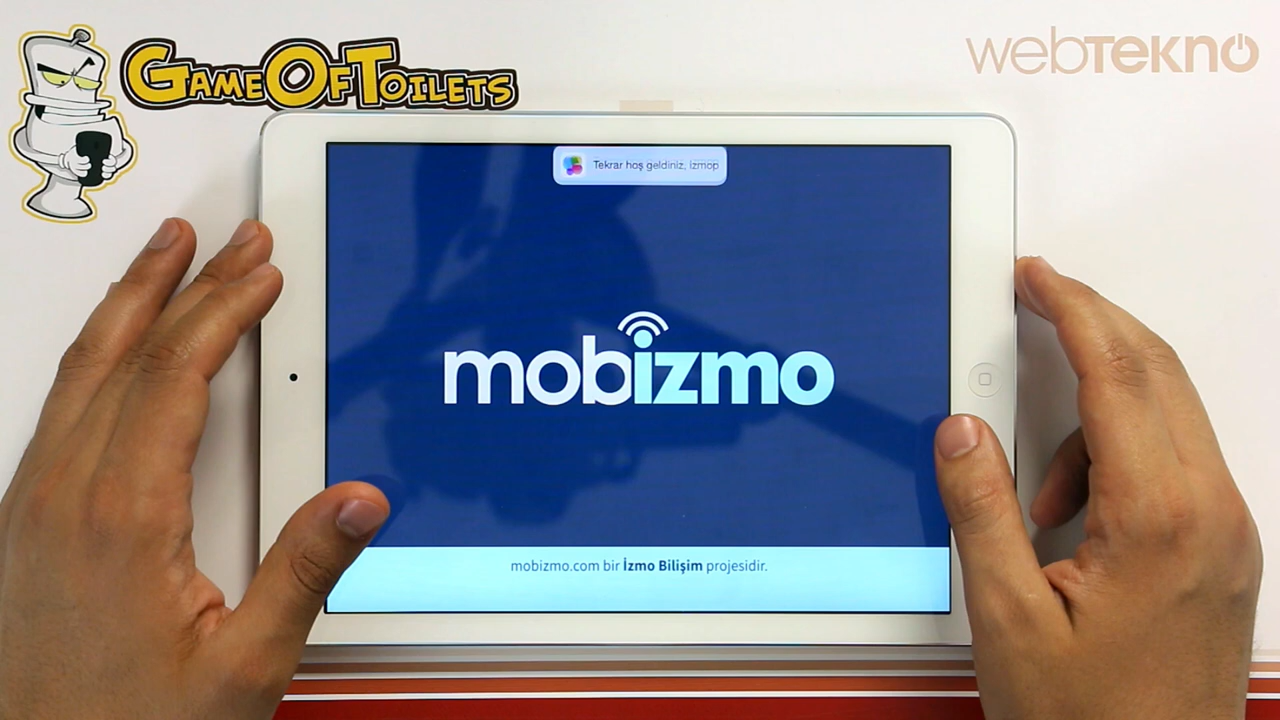 GAMEOFTOILETS
webTEKNO
Tekrar hoş geldiniz, izmop
mobizmo
mobizmo.com bir İzmo Bilişim projesidir.